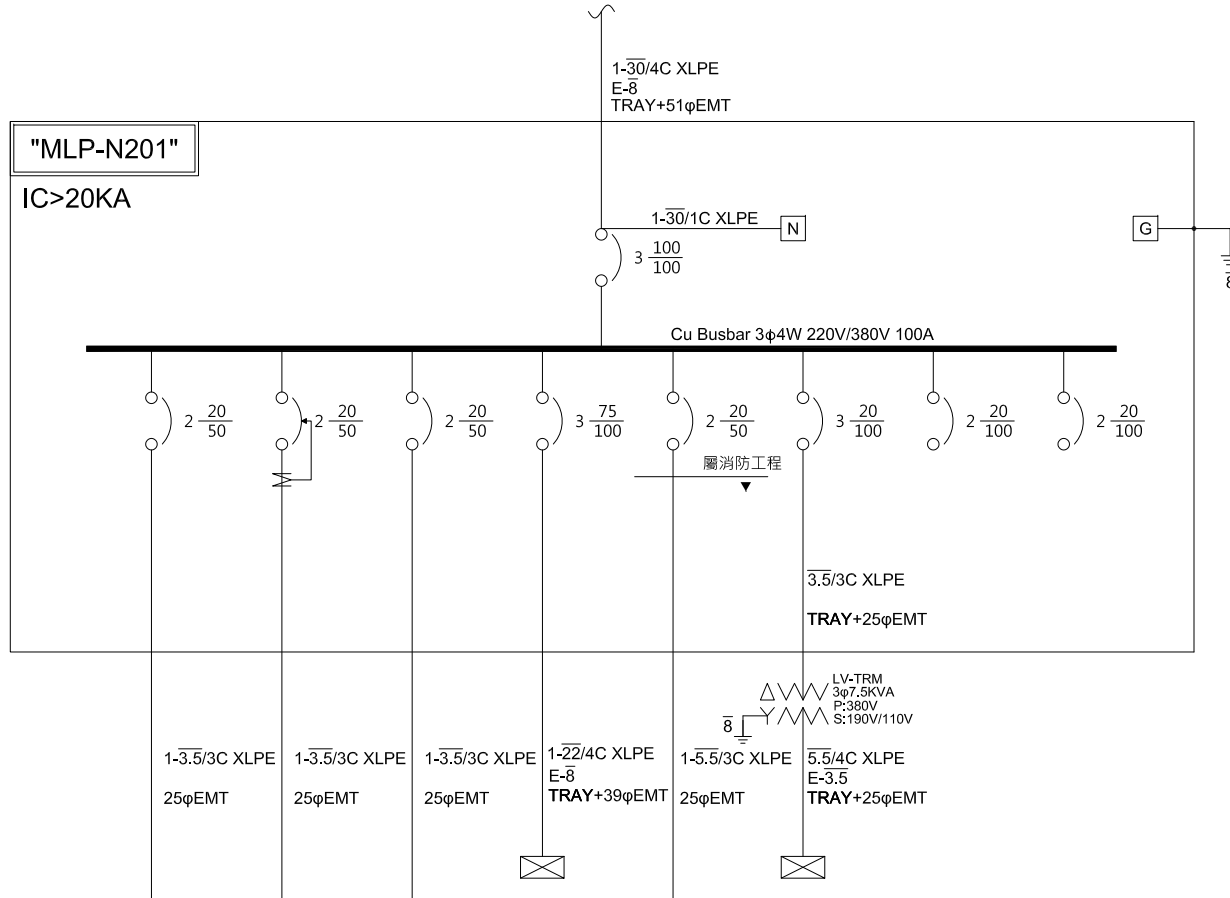 1-30/4C XLPE
E-8
TRAY+51φEMT
"MLP-N201"
IC>20KA
1-30/1C XLPE
N
G
8
3 100/100
Cu Busbar 3φ4W 220V/380V 100A
2 20/50
2 20/50
2 20/50
3 75/100
2 20/50
3 20/100
2 20/100
2 20/100
屬消防工程
3.5/3C XLPE
TRAY+25φEMT
LV-TRM
3φ7.5KVA
P:380V
S:190V/110V
8
1-3.5/3C XLPE
25φEMT
1-3.5/3C XLPE
25φEMT
1-3.5/3C XLPE
25φEMT
1-22/4C XLPE
E-8
TRAY+39φEMT
1-5.5/3C XLPE
25φEMT
5.5/4C XLPE
E-3.5
TRAY+25φEMT